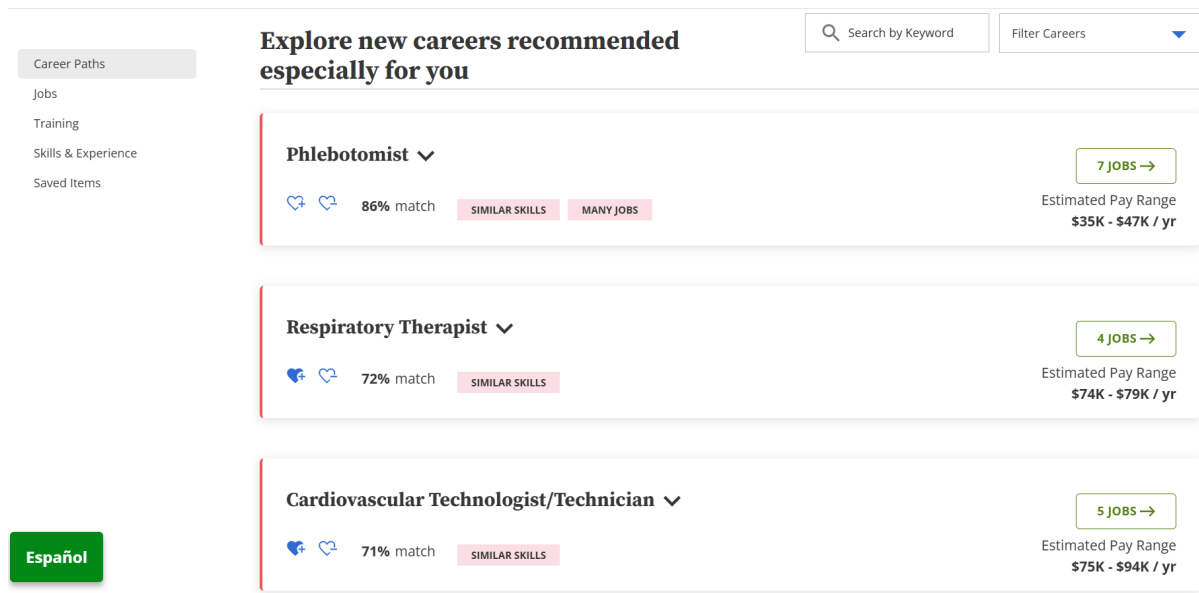 Career Paths
Jobs
Training
Skills & Experience
Saved Items
Español
Explore new careers recommended
especially for you
Search by Keyword
Filter Careers
Phlebotomist
86% match
SIMILAR SKILLS
MANY JOBS
7 JOBS
Estimated Pay Range
$35K - $47K / yr
Respiratory Therapist
72% match
SIMILAR SKILLS
4 JOBS
Estimated Pay Range
$74K - $79K / yr
Cardiovascular Technologist/Technician
71% match
SIMILAR SKILLS
5 JOBS
Estimated Pay Range
$75K - $94K / yr